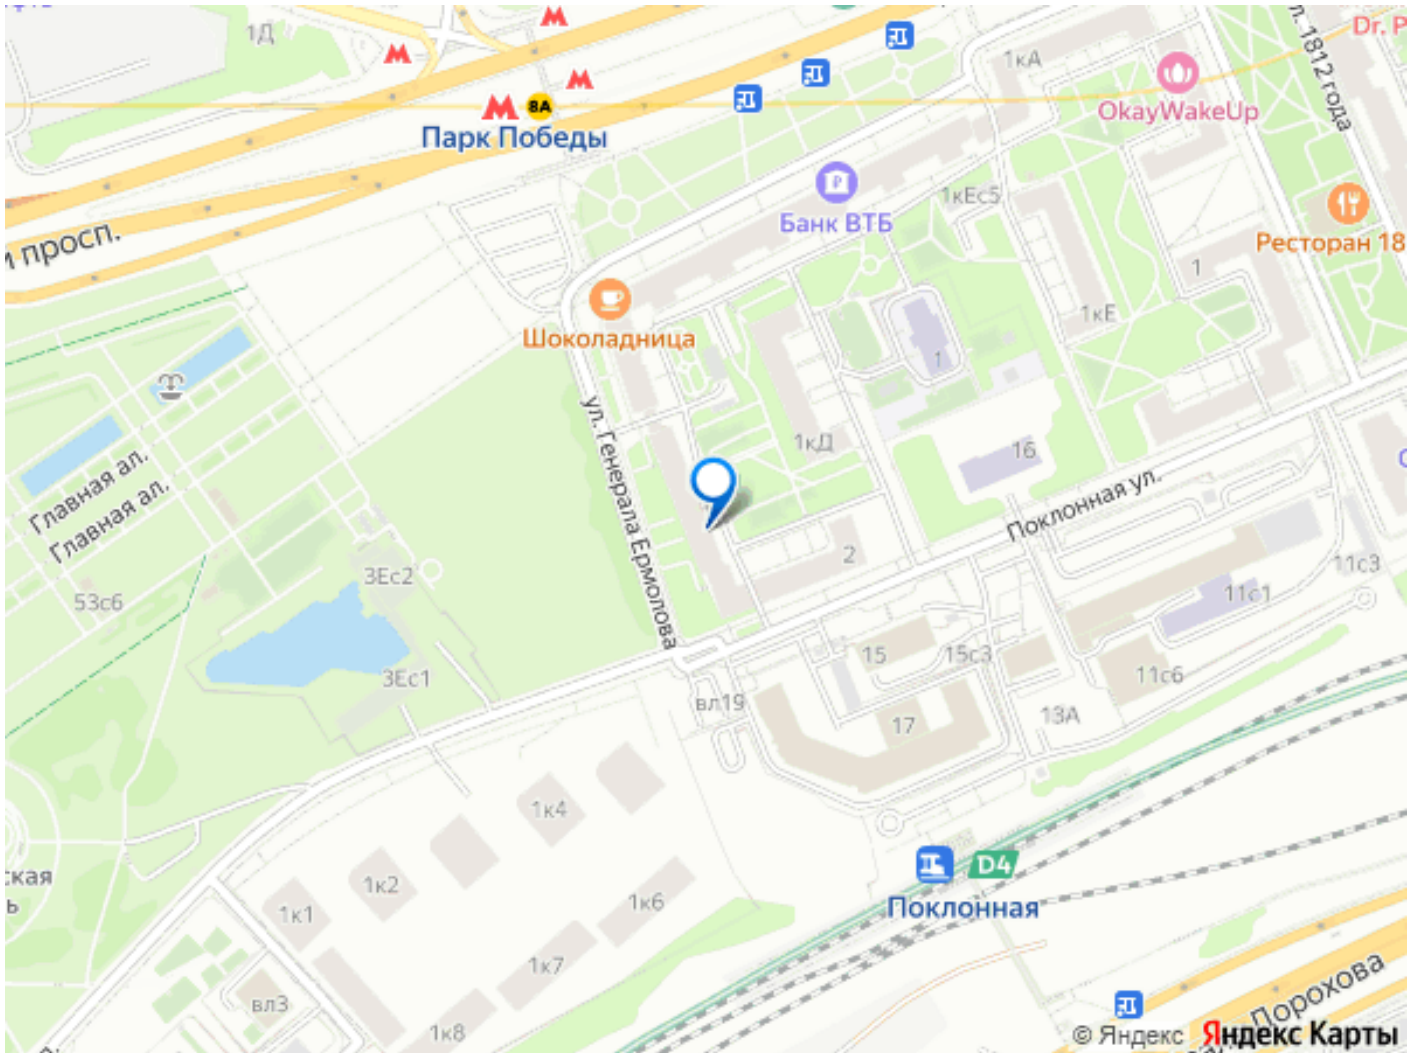 1Д
1кА
Dr. P
л. 1812 года
OkayWakeUp
8А
Парк Победы
Банк ВТБ
1кЕс5
Ресторан 18
и просп.
1
1кЕ
Шоколадница
1
ул. Генерала Ермолова
1кД
16
Главная ал.
Главная ал.
Поклонная ул.
2
3Ес2
11с3
53с6
11с1
15
15с3
3Ес1
11с6
вл19
17
13А
1к4
D4
ская
ь
1к2
1к6
Поклонная
1к1
1к7
вл3
1к8
Порохова
© Яндекс Яндекс Карты